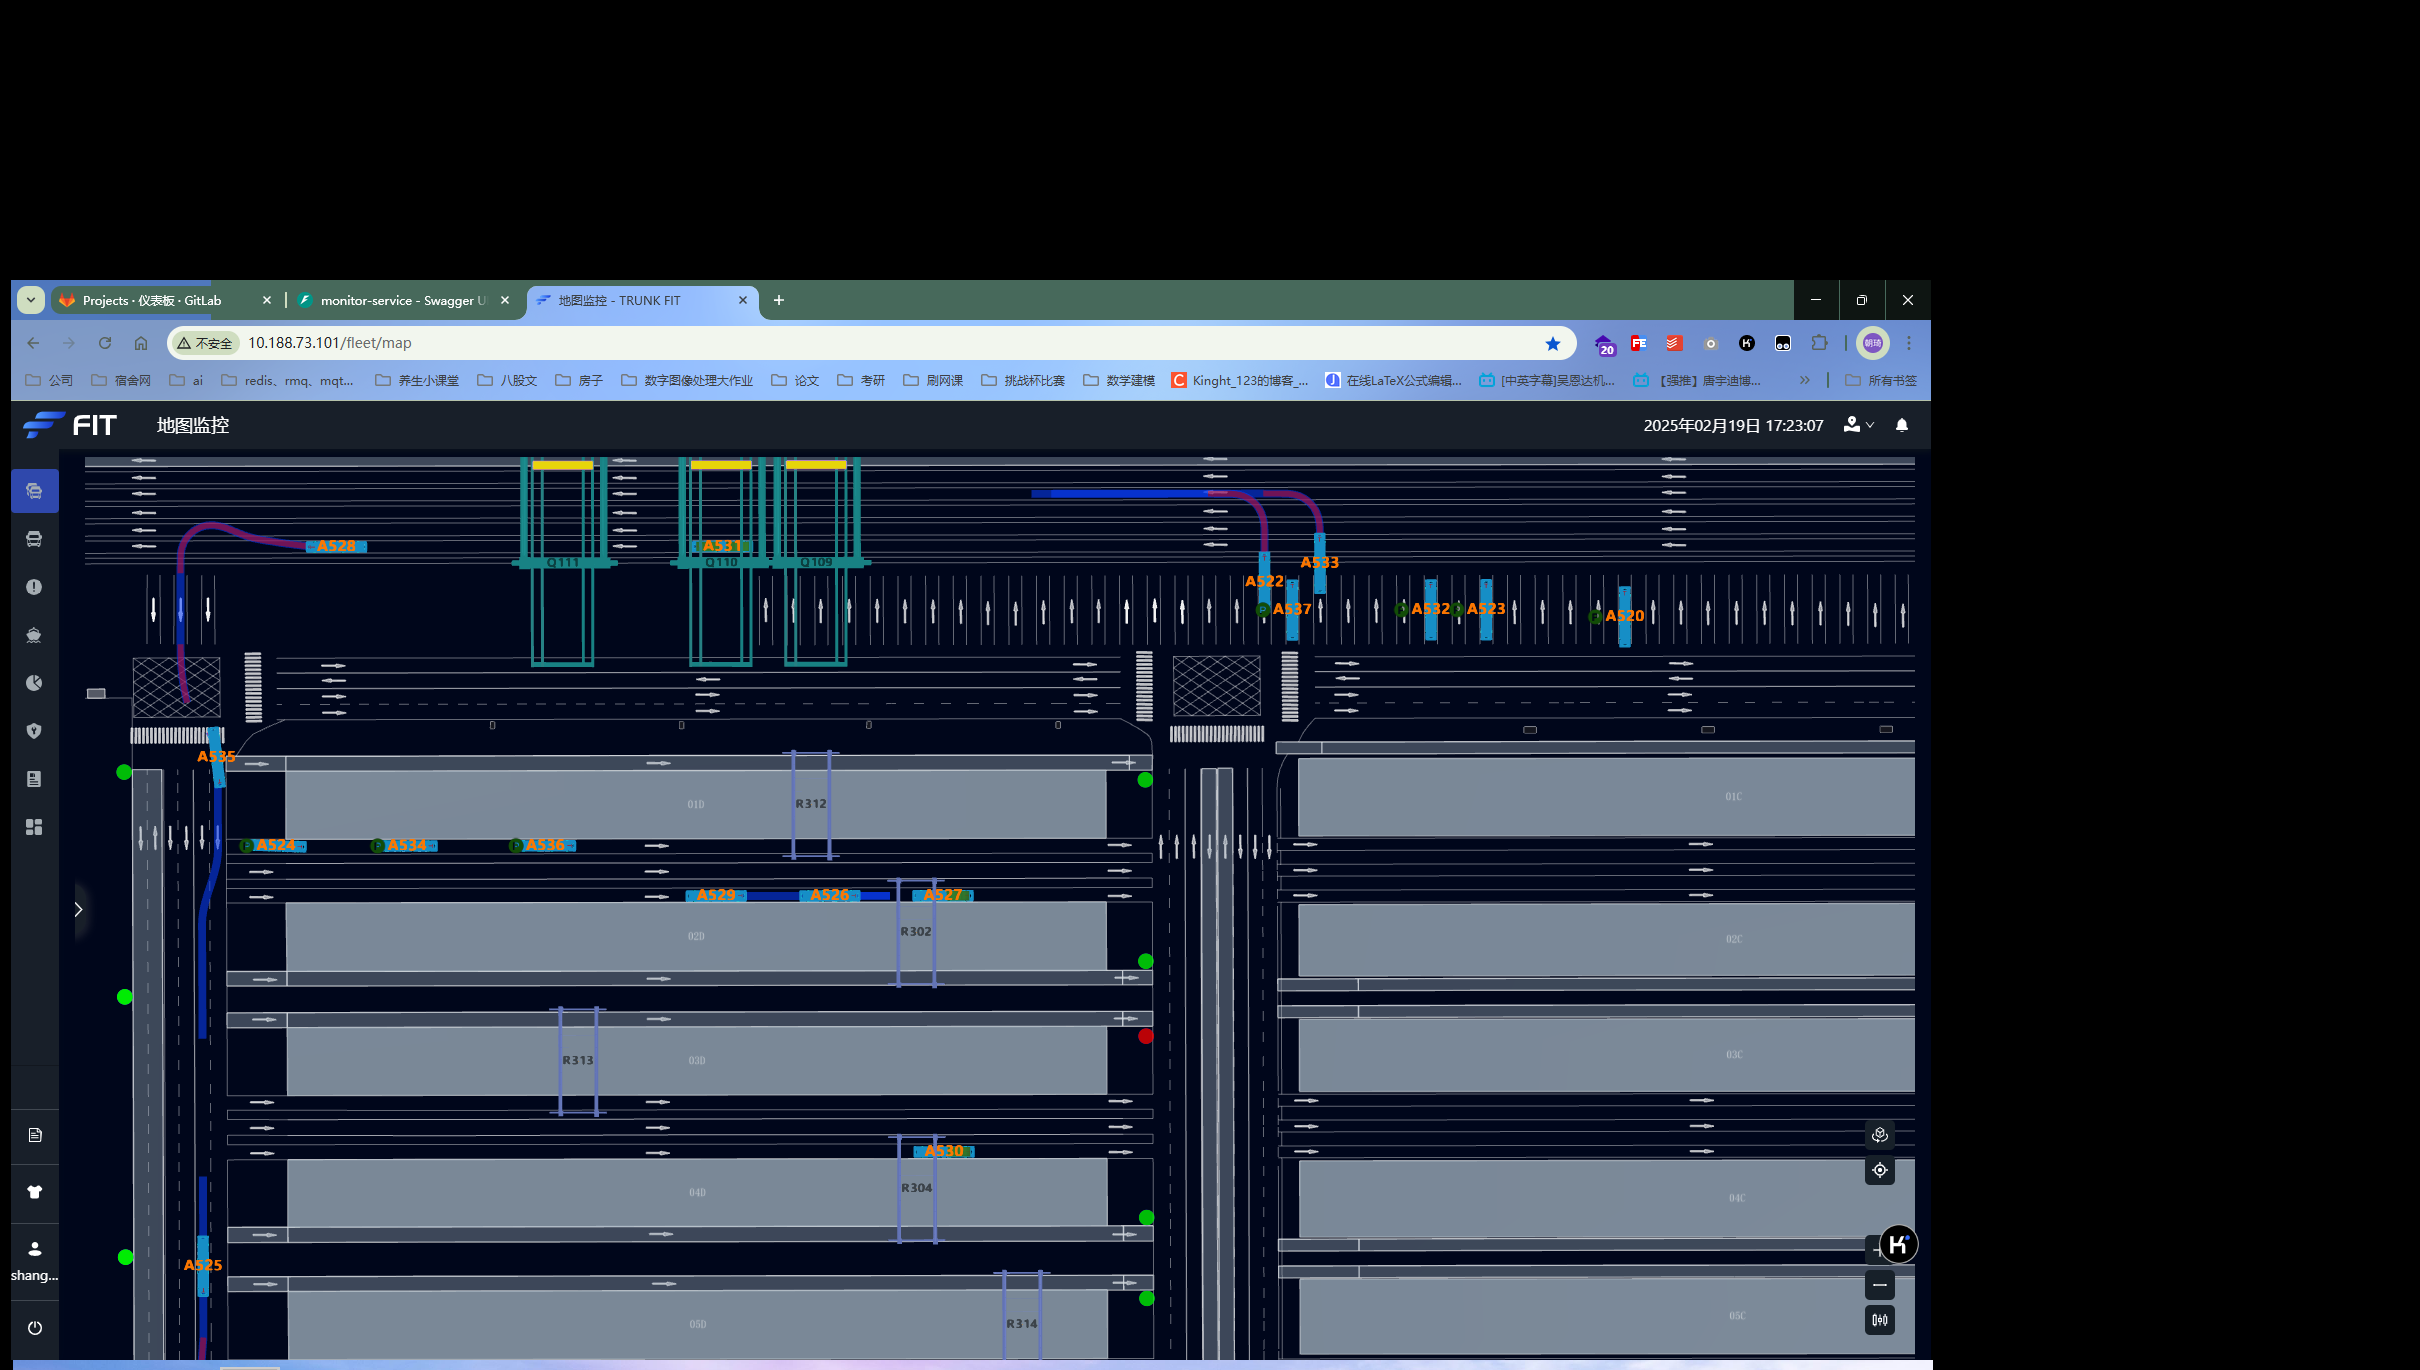 Projects · 仪表板 · GitLab
monitor-service - Swagger U
地图监控 - TRUNK FIT
不安全 10.188.73.101/fleet/map
20
FE
朝琦
公司 宿舍网 ai redis、rmq、mqt... 养生小课堂 八股文 房子 数字图像处理大作业 论文 考研 刷网课 挑战杯比赛 数学建模 Kinght_123的博客_... 在线LaTeX公式编辑... [中英字幕]吴恩达机... 【强推】唐宇迪博... 所有书签
FIT 地图监控 2025年02月19日 17:23:07
A528 A531
Q111 Q110 Q109
A533
A522
P A537 A532 A523
A520
A535
01C
01D R312
P A524 P A534 P A536
A529 A526 A527
R302
02D 02C
03C
R313 03D
A530
R304
04D 04C
A525
shang...
05C
05D R314